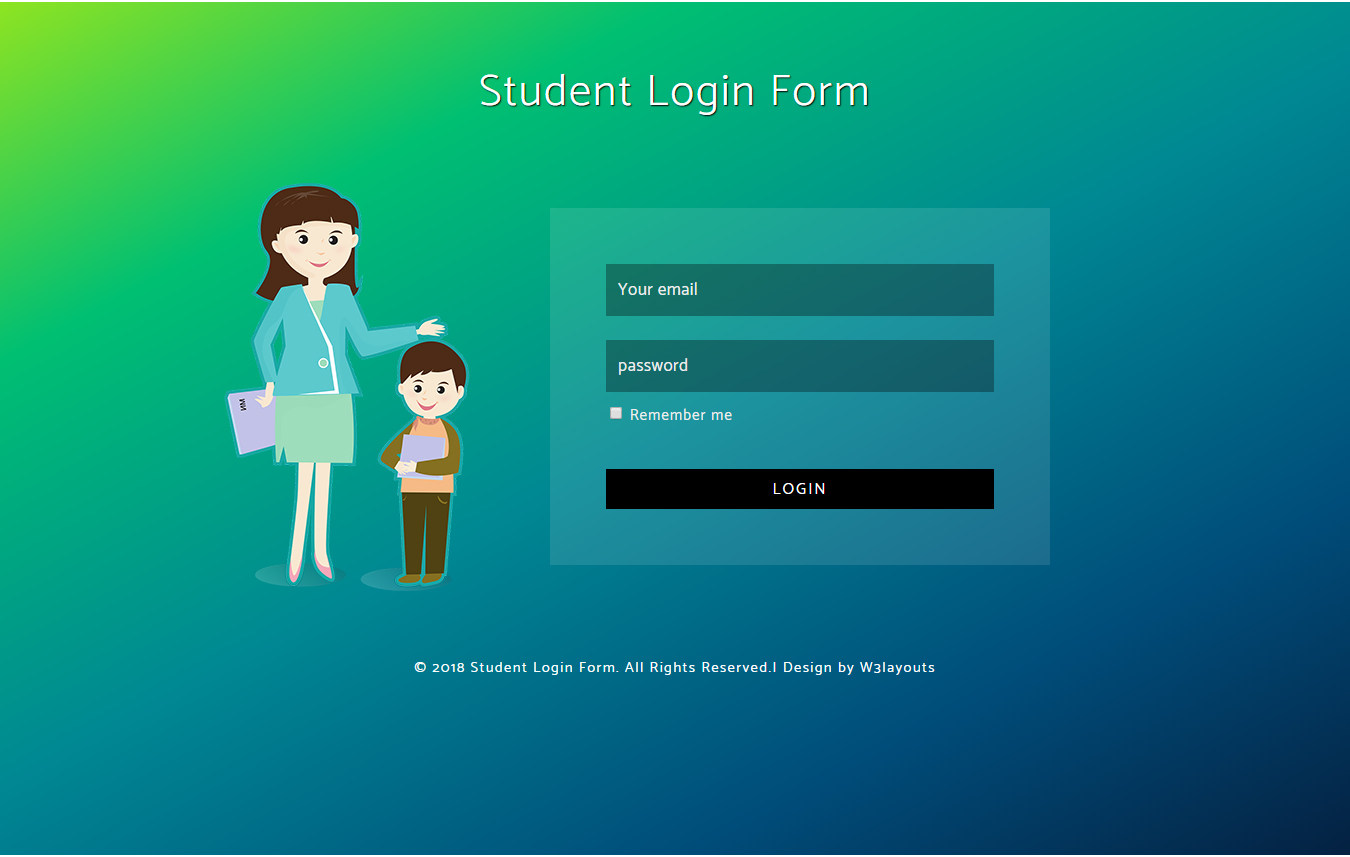 Student Login Form
ИМ
Your email
password
Remember me
LOGIN
© 2018 Student Login Form. All Rights Reserved.| Design by W3layouts